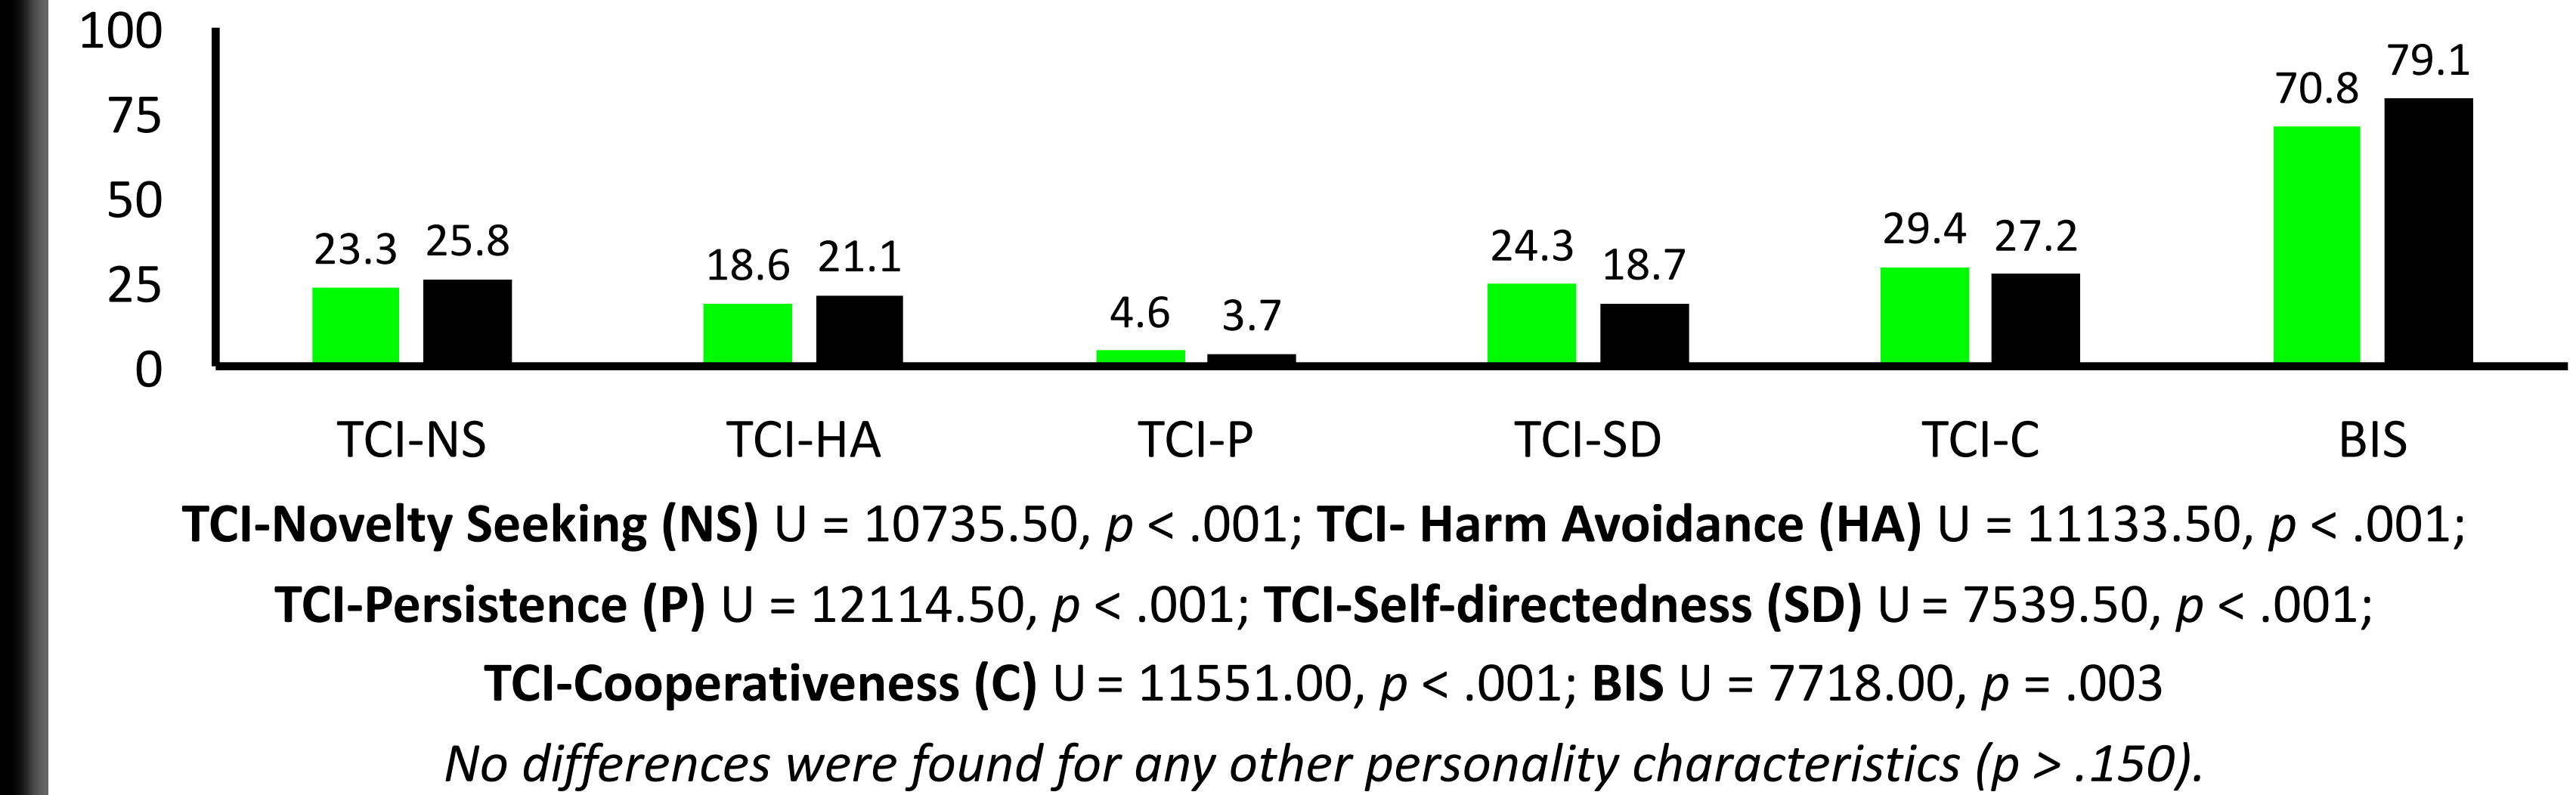 100
75
50
25
0
23.3 25.8 18.6 21.1 4.6 3.7 24.3 18.7 29.4 27.2 70.8 79.1
TCI-NS TCI-HA TCI-P TCI-SD TCI-C BIS
TCI-Novelty Seeking (NS) U = 10735.50, p < .001; TCI- Harm Avoidance (HA) U = 11133.50, p < .001;
TCI-Persistence (P) U = 12114.50, p < .001; TCI-Self-directedness (SD) U = 7539.50, p < .001;
TCI-Cooperativeness (C) U = 11551.00, p < .001; BIS U = 7718.00, p = .003
No differences were found for any other personality characteristics (p > .150).